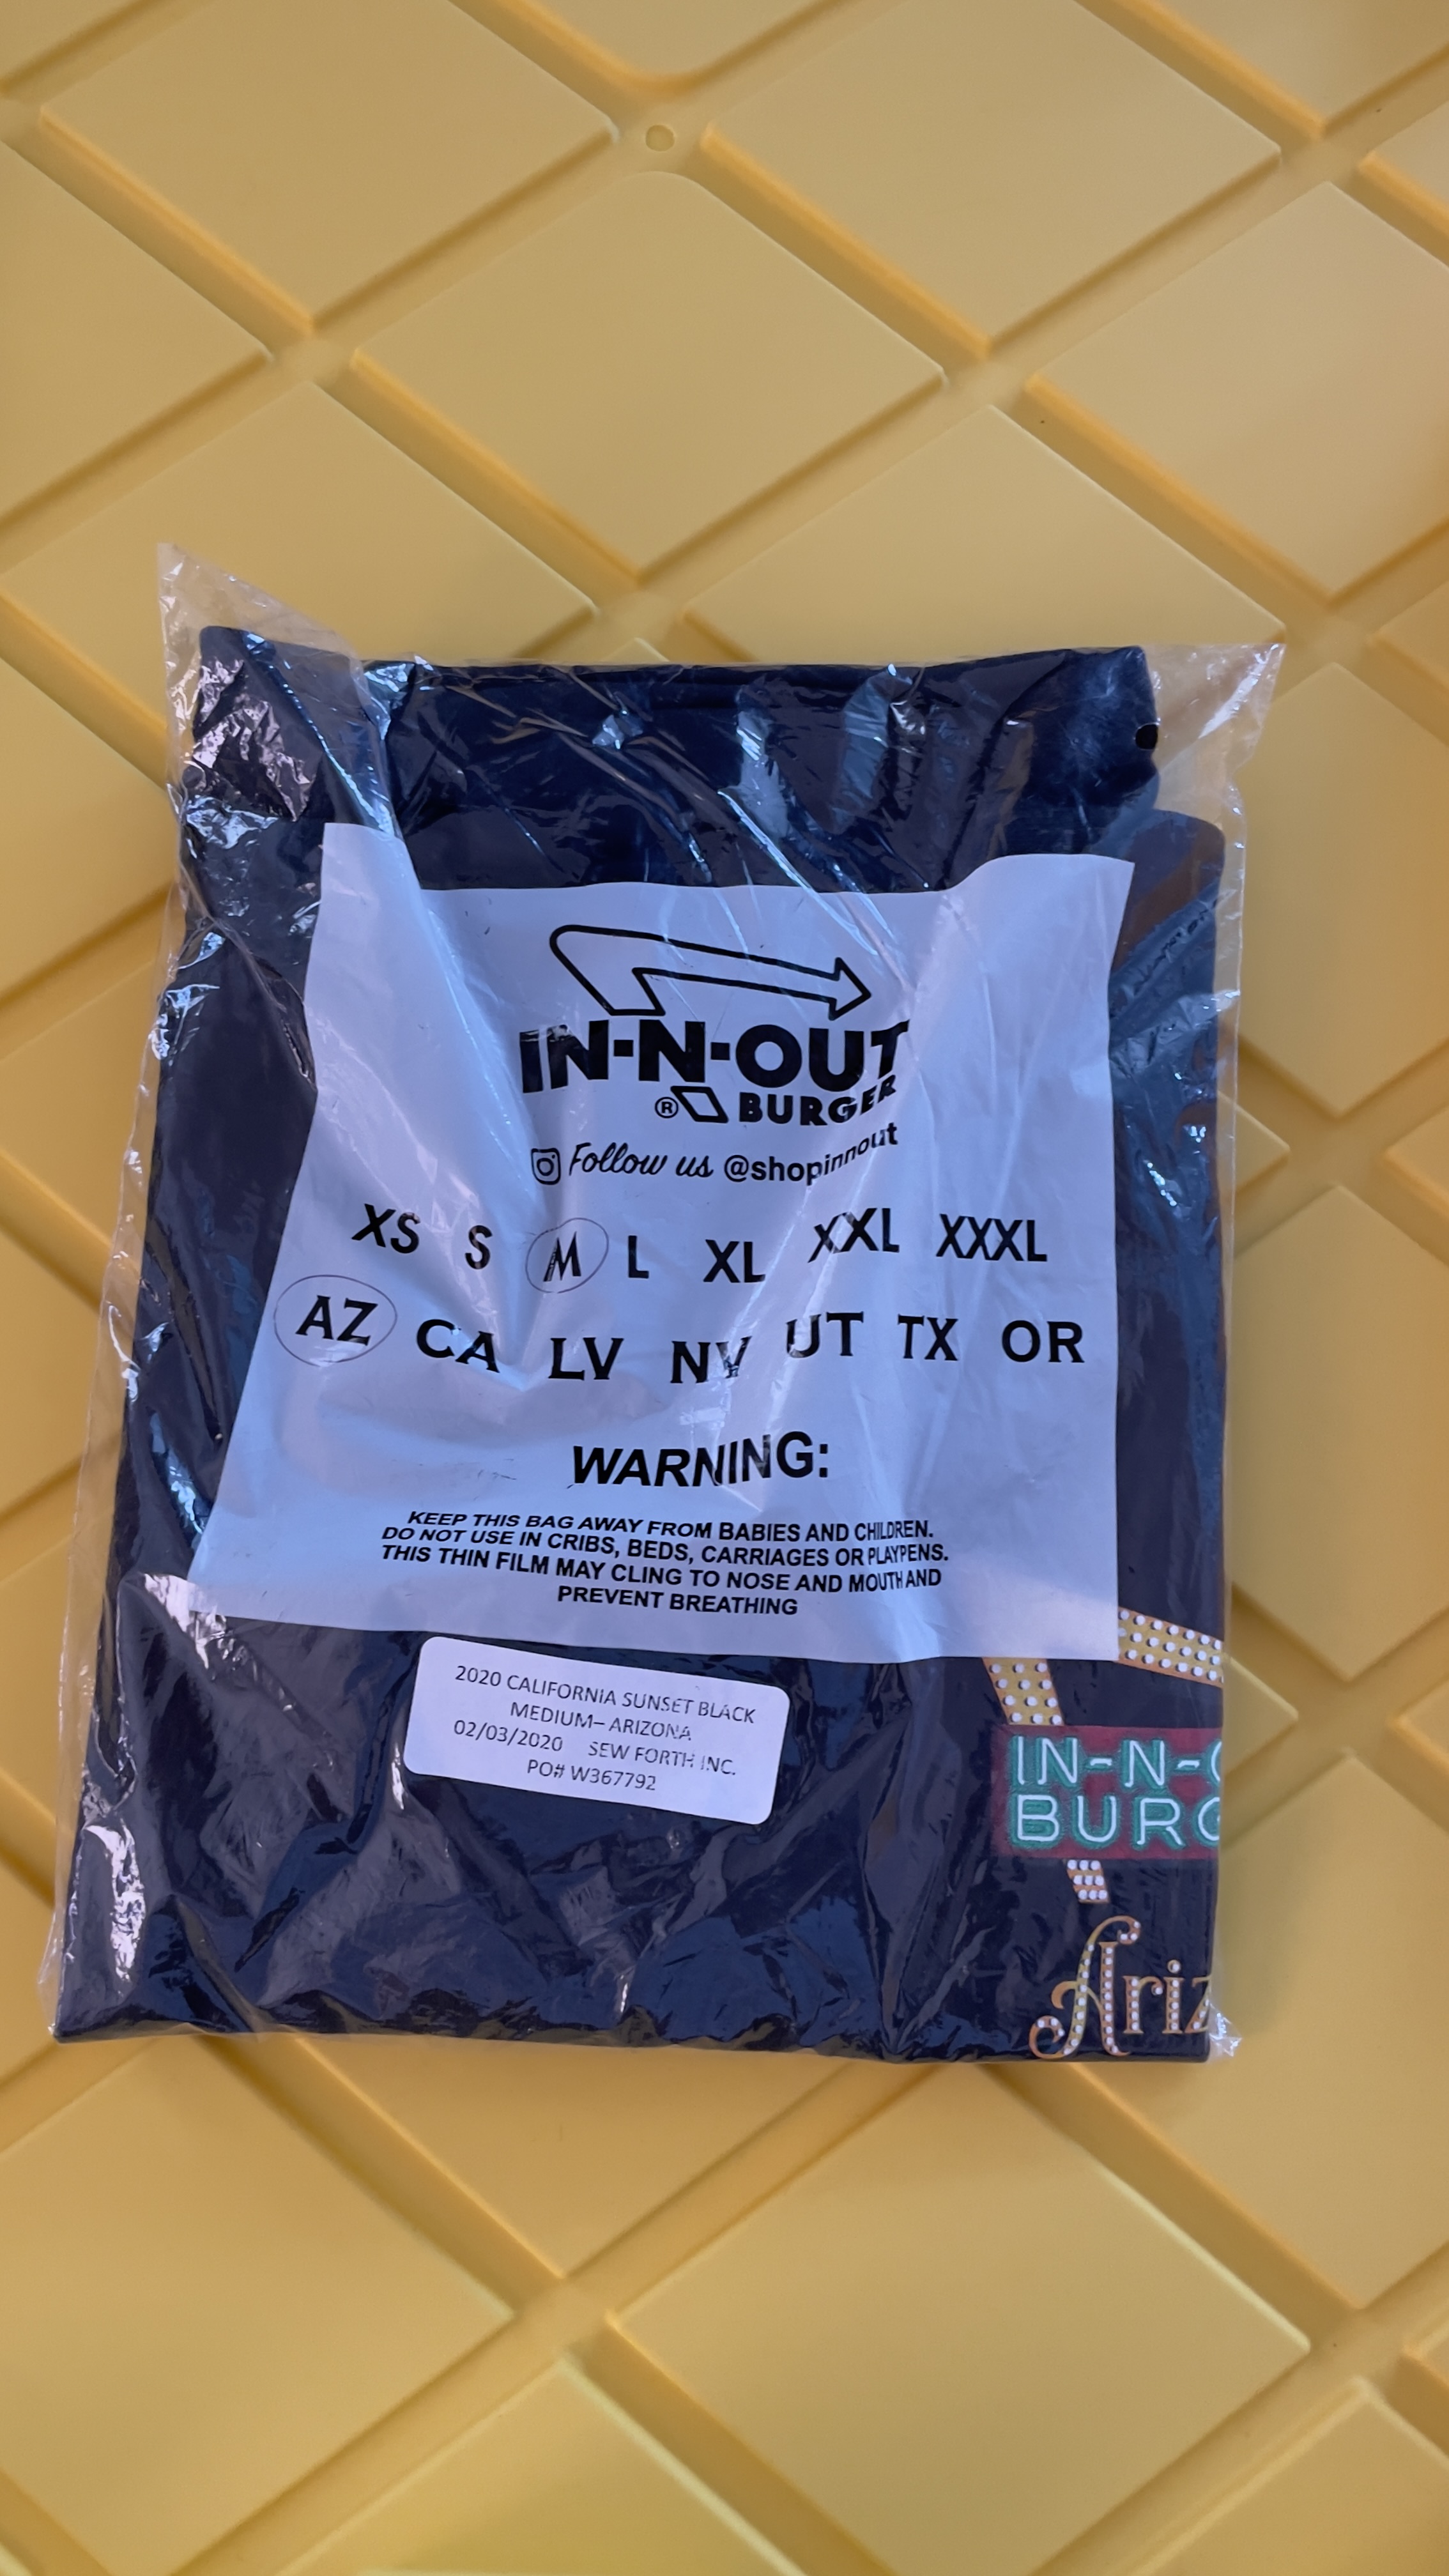 IN-N-OUT
® BURGER
Follow us @shopinnout
XS S M L XL XXL XXXL
AZ CA LV NV UT TX OR
WARNING:
KEEP THIS BAG AWAY FROM BABIES AND CHILDREN.
DO NOT USE IN CRIBS, BEDS, CARRIAGES OR PLAYPENS.
THIS THIN FILM MAY CLING TO NOSE AND MOUTH AND
PREVENT BREATHING
2020 CALIFORNIA SUNSET BLACK
MEDIUM– ARIZONA
02/03/2020 SEW FORTH INC.
PO# W367792
IN-N-
BURG
Ariz